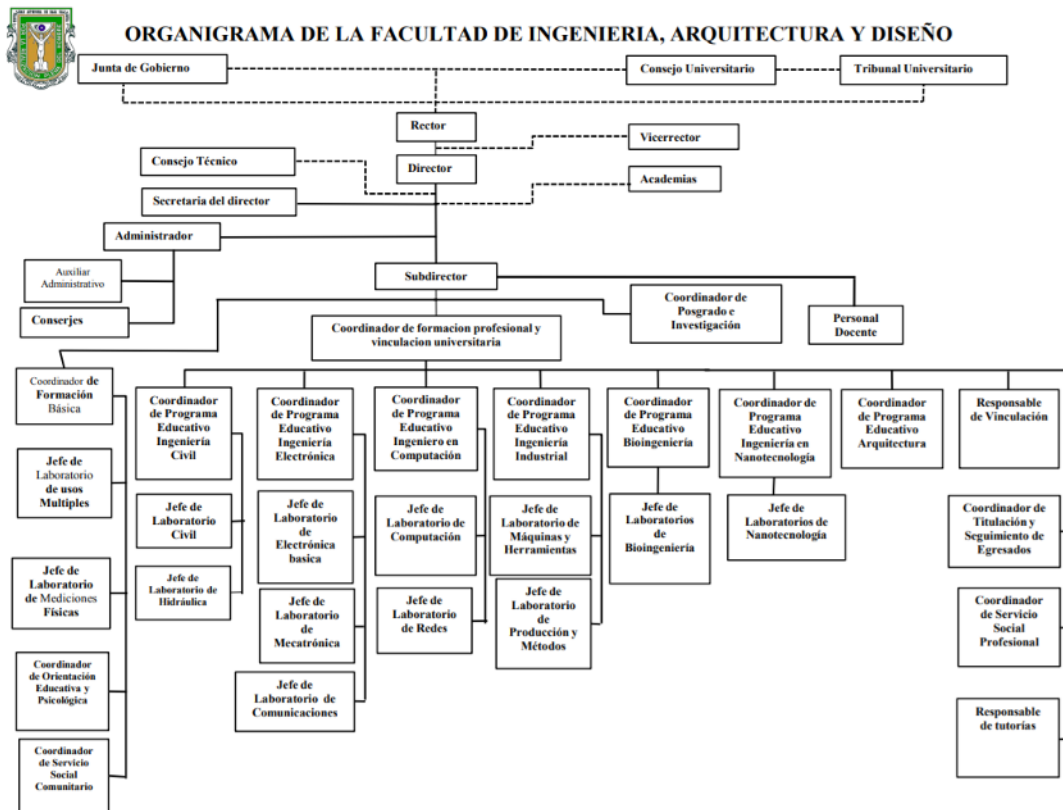 ORGANIGRAMA DE LA FACULTAD DE INGENIERIA, ARQUITECTURA Y DISEÑO
Junta de Gobierno
Consejo Universitario
Tribunal Universitario
Rector
Vicerrector
Consejo Técnico
Director
Academias
Secretaria del director
Administrador
Auxiliar
Administrativo
Subdirector
Conserjes
Coordinador de
Posgrado e
Investigación
Personal
Docente
Coordinador de formacion profesional y
vinculacion universitaria
Coordinador de
Formación
Básica
Coordinador
de Programa
Educativo
Ingeniería
Civil
Coordinador
de Programa
Educativo
Ingeniería
Electrónica
Coordinador
de Programa
Educativo
Ingeniero en
Computación
Coordinador
de Programa
Educativo
Ingeniería
Industrial
Coordinador
de Programa
Educativo
Bioingeniería
Coordinador de
Programa
Educativo
Ingeniería en
Nanotecnología
Coordinador
de Programa
Educativo
Arquitectura
Responsable
de Vinculación
Jefe de
Laboratorio
de usos
Multiples
Jefe de
Laboratorio
Civil
Jefe de
Laboratorio
de
Electrónica
basica
Jefe de
Laboratorio de
Computación
Jefe de
Laboratorio de
Máquinas y
Herramientas
Jefe de
Laboratorios
de
Bioingeniería
Jefe de
Laboratorios de
Nanotecnología
Coordinador de
Titulación y
Seguimiento de
Egresados
Jefe de
Laboratorio
de Mediciones
Físicas
Jefe de
Laboratorio de
Hidráulica
Jefe de
Laboratorio
de
Mecatrónica
Jefe de
Laboratorio
de Redes
Jefe de
Laboratorio
de
Producción y
Métodos
Coordinador
de Servicio
Social
Profesional
Coordinador
de Orientación
Educativa y
Psicológica
Jefe de
Laboratorio de
Comunicaciones
Responsable
de tutorías
Coordinador
de Servicio
Social
Comunitario